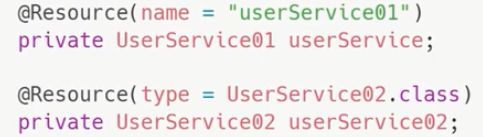 @Resource(name = "userService01")
private UserService01 userService;
@Resource(type = UserService02.class)
private UserService02 userService02;